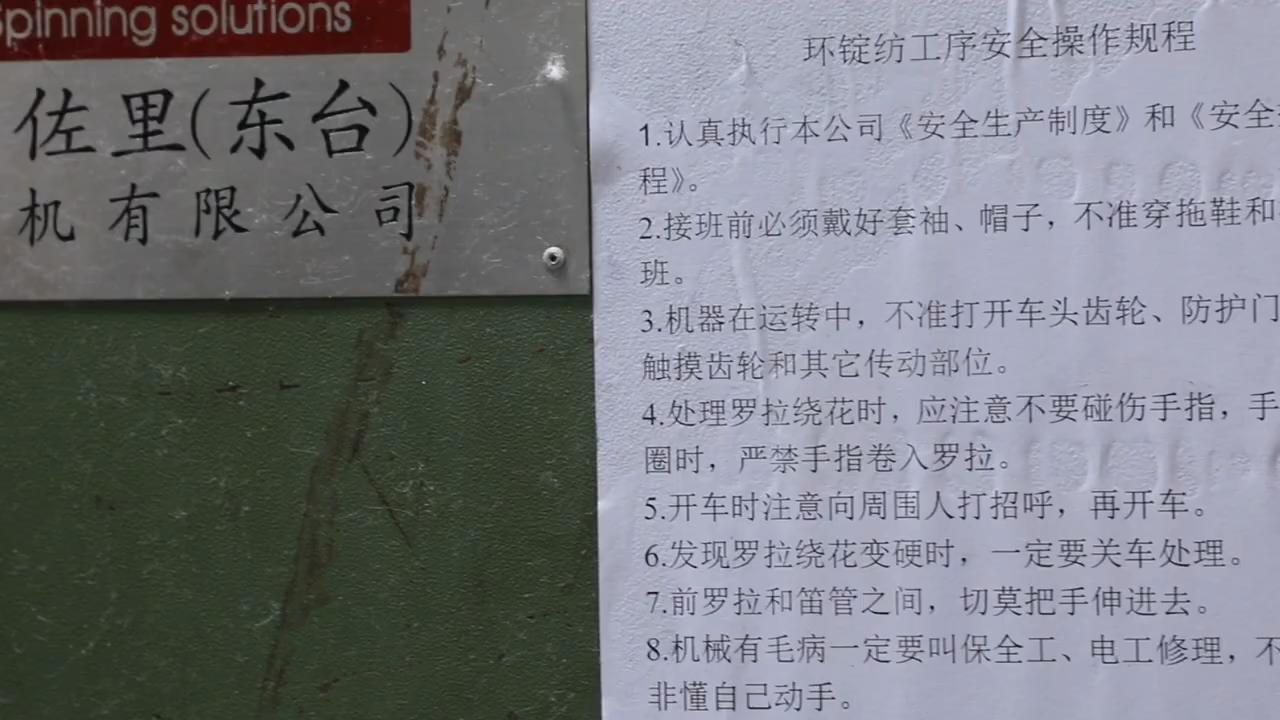 Spinning solutions
佐里(东台)
机有限公司
环锭纺工序安全操作规程
1.认真执行本公司《安全生产制度》和《安全
程》。
2.接班前必须戴好套袖、帽子，不准穿拖鞋和
班。
3.机器在运转中，不准打开车头齿轮、防护门
触摸齿轮和其它传动部位。
4.处理罗拉绕花时，应注意不要碰伤手指，手
圈时，严禁手指卷入罗拉。
5.开车时注意向周围人打招呼，再开车。
6.发现罗拉绕花变硬时，一定要关车处理。
7.前罗拉和笛管之间，切莫把手伸进去。
8.机械有毛病一定要叫保全工、电工修理，不
非懂自己动手。